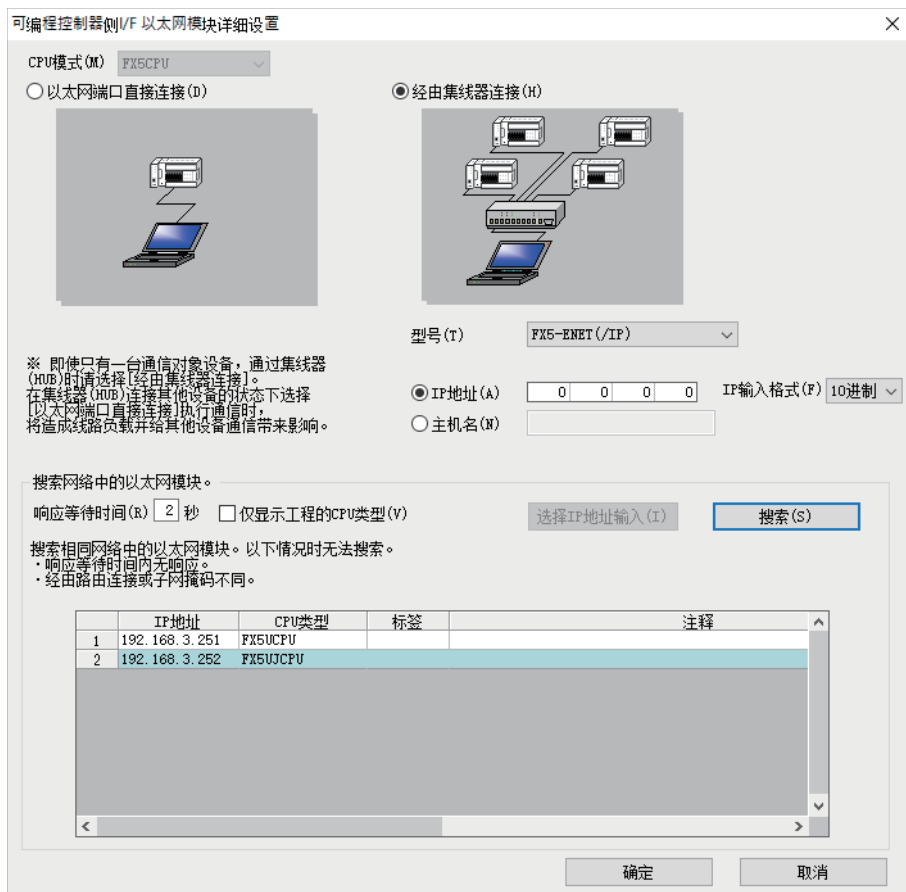 可编程控制器侧I/F 以太网模块详细设置
CPU模式(M) FX5CPU
以太网端口直接连接(D) 经由集线器连接(H)
型号(T) FX5-ENET(/IP)
※ 即使只有一台通信对象设备，通过集线器
(HUB)时请选择[经由集线器连接]。
在集线器(HUB)连接其他设备的状态下选择
[以太网端口直接连接]执行通信时，
将造成线路负载并给其他设备通信带来影响。
IP地址(A) 0 0 0 0 IP输入格式(F) 10进制
主机名(N)
搜索网络中的以太网模块。
响应等待时间(R) 2 秒 仅显示工程的CPU类型(V) 选择IP地址输入(I) 搜索(S)
搜索相同网络中的以太网模块。以下情况时无法搜索。
・响应等待时间内无响应。
・经由路由连接或子网掩码不同。
IP地址 CPU类型 标签 注释
1 192.168.3.251 FX5UCPU
2 192.168.3.252 FX5UJCPU
确定 取消